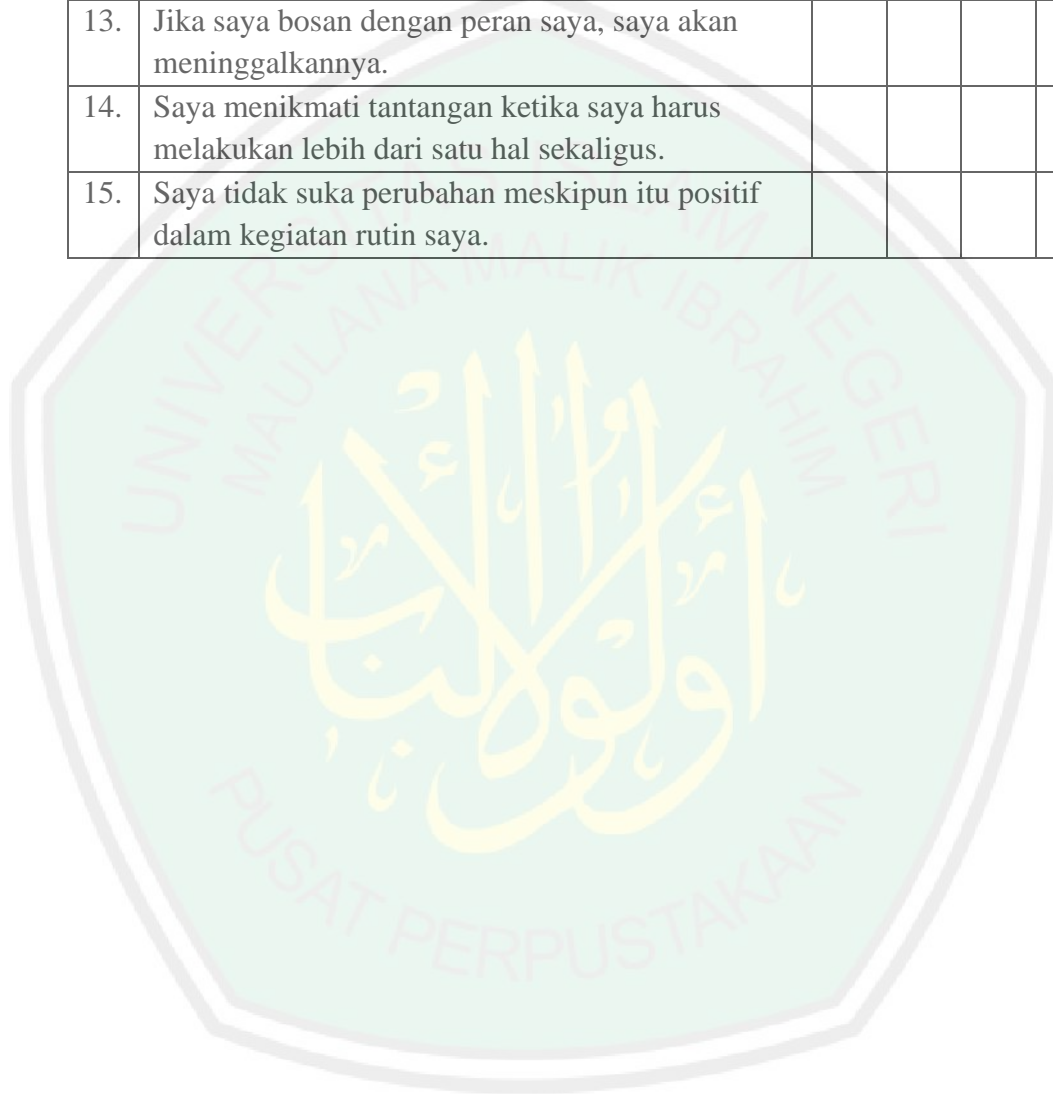 13. Jika saya bosan dengan peran saya, saya akan
meninggalkannya.
14. Saya menikmati tantangan ketika saya harus
melakukan lebih dari satu hal sekaligus.
15. Saya tidak suka perubahan meskipun itu positif
dalam kegiatan rutin saya.
UNIVERSITAS ISLAM NEGERI
MAULANA MALIK IBRAHIM
أولوا الألباب
PUSAT PERPUSTAKAAN